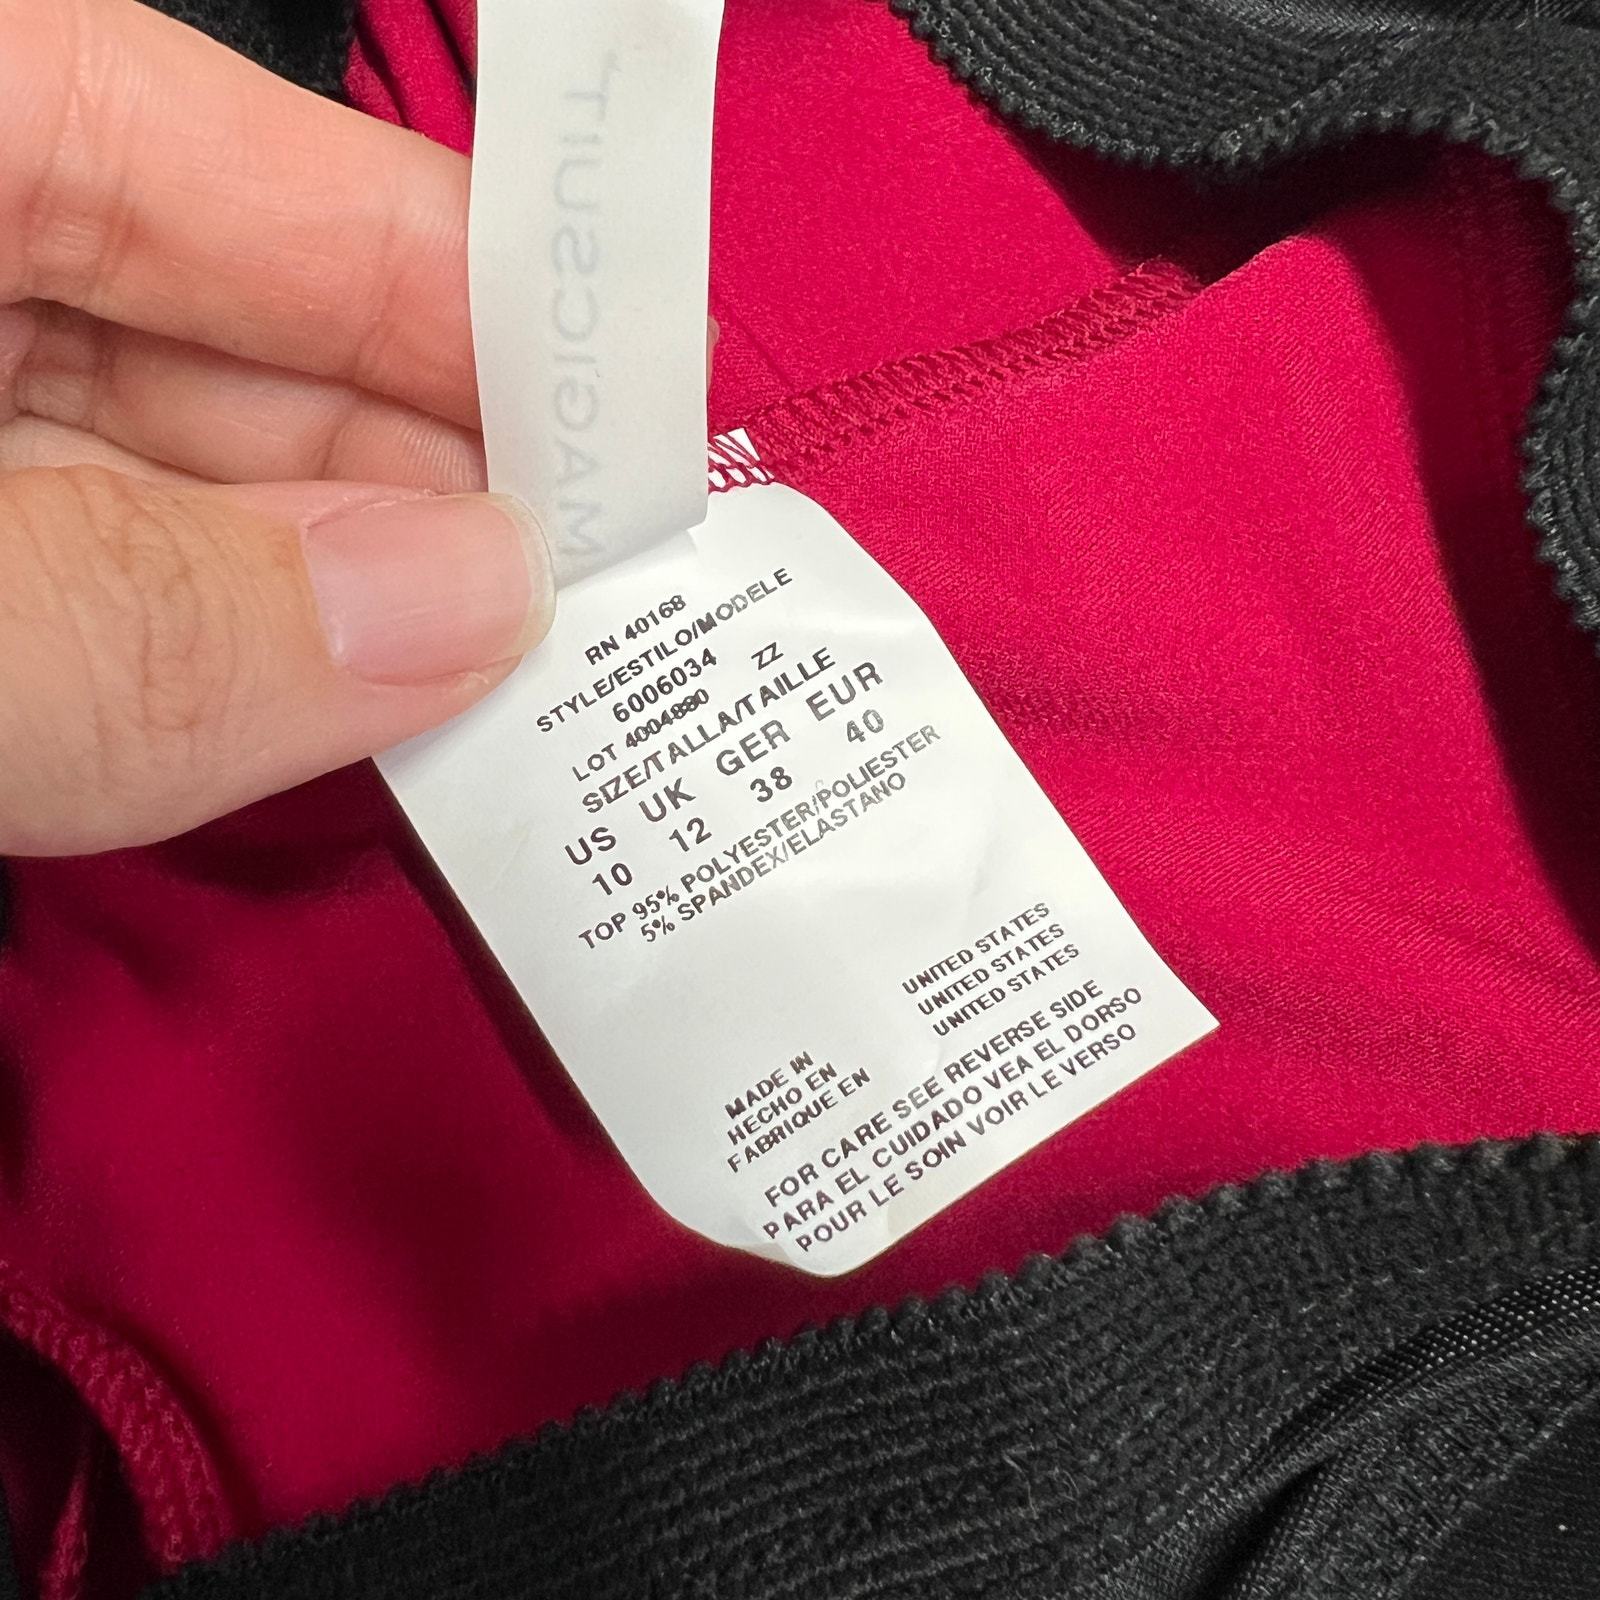 MAGICSUIT
RN 40168
STYLE/ESTILO/MODELE
6006034 ZZ
LOT 4004880
SIZE/TALLA/TAILLE
US UK GER EUR
10 12 38 40
TOP 95% POLYESTER/POLIESTER
5% SPANDEX/ELASTANO
UNITED STATES
UNITED STATES
UNITED STATES
MADE IN
HECHO EN
FABRIQUE EN
FOR CARE SEE REVERSE SIDE
PARA EL CUIDADO VEA EL DORSO
POUR LE SOIN VOIR LE VERSO